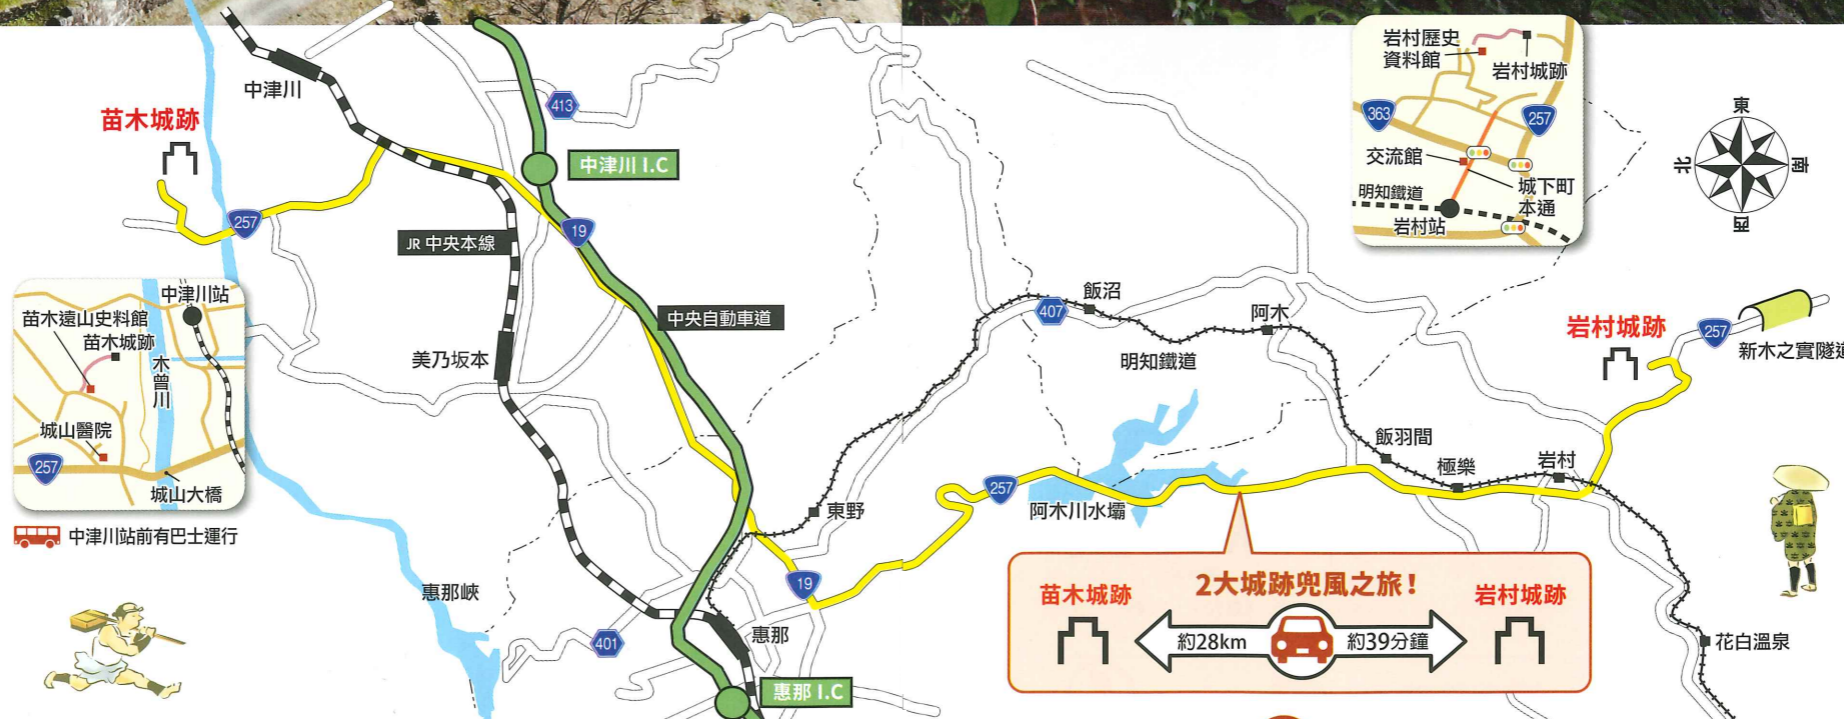 中津川
苗木城跡
413
中津川 I.C
257
19
JR 中央本線
中央自動車道
美乃坂本
中津川站
苗木遠山史料館
苗木城跡
木曽川
城山醫院
257
城山大橋
中津川站前有巴士運行
惠那峽
401
惠那
惠那 I.C
19
東野
257
阿木川水壩
407
飯沼
明知鐵道
阿木
飯羽間
極樂
岩村
岩村城跡
257
新木之實隧道
花白溫泉
岩村歷史
資料館
岩村城跡
363
257
交流館
城下町
本通
明知鐵道
岩村站
東
北
南
西
2大城跡兜風之旅!
苗木城跡
約28km
約39分鐘
岩村城跡